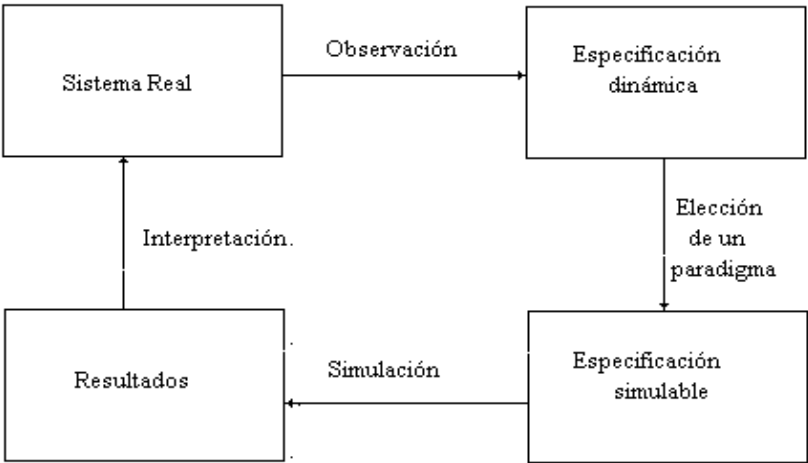 Observación
Sistema Real
Especificación
dinámica
Elección
de un
paradigma
Interpretación.
Resultados
Simulación
Especificación
simulable